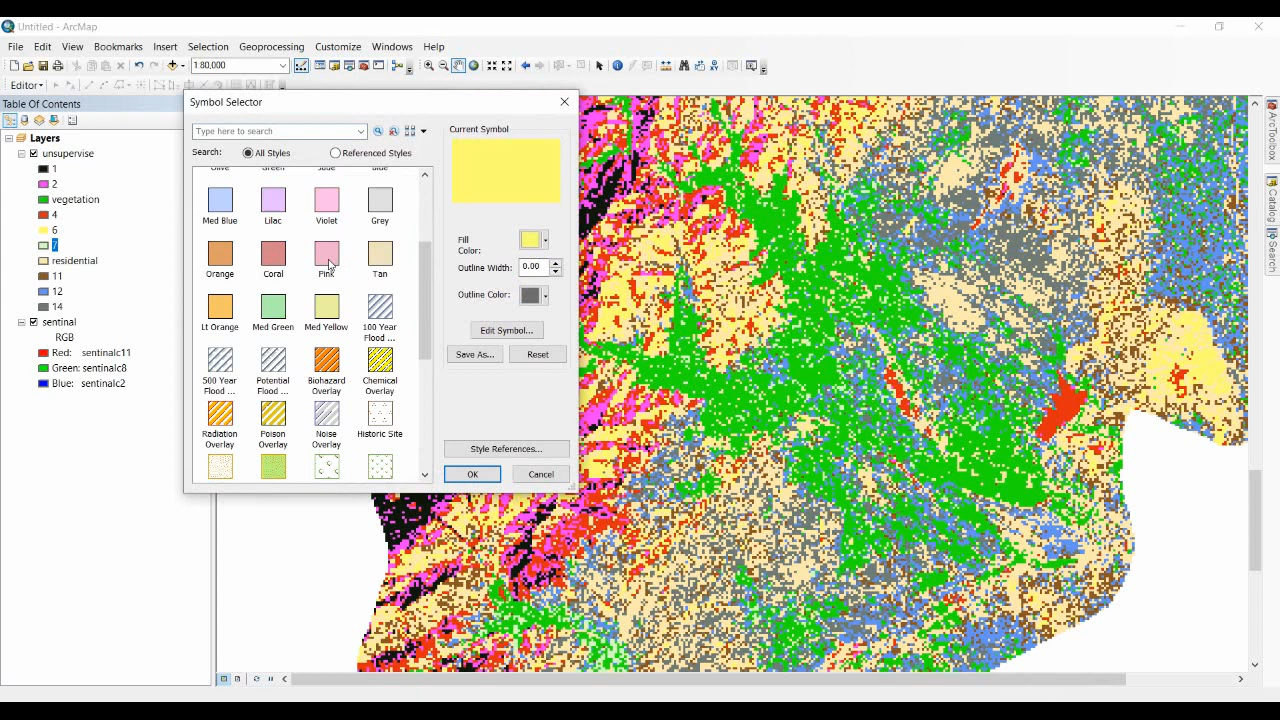 Untitled - ArcMap
File Edit View Bookmarks Insert Selection Geoprocessing Customize Windows Help
1:80,000
Editor
Table Of Contents
Layers
unsupervise
1
2
vegetation
4
6
7
residential
11
12
14
sentinal
RGB
Red: sentinalc11
Green: sentinalc8
Blue: sentinalc2
Symbol Selector
Type here to search
Search: All Styles Referenced Styles
Olive Green Jade Blue
Med Blue Lilac Violet Grey
Orange Coral Pink Tan
Lt Orange Med Green Med Yellow 100 Year Flood ...
500 Year Flood ... Potential Flood ... Biohazard Overlay Chemical Overlay
Radiation Overlay Poison Overlay Noise Overlay Historic Site
Current Symbol
Fill Color:
Outline Width: 0.00
Outline Color:
Edit Symbol...
Save As... Reset
Style References...
OK Cancel
ArcToolbox
Catalog
Search